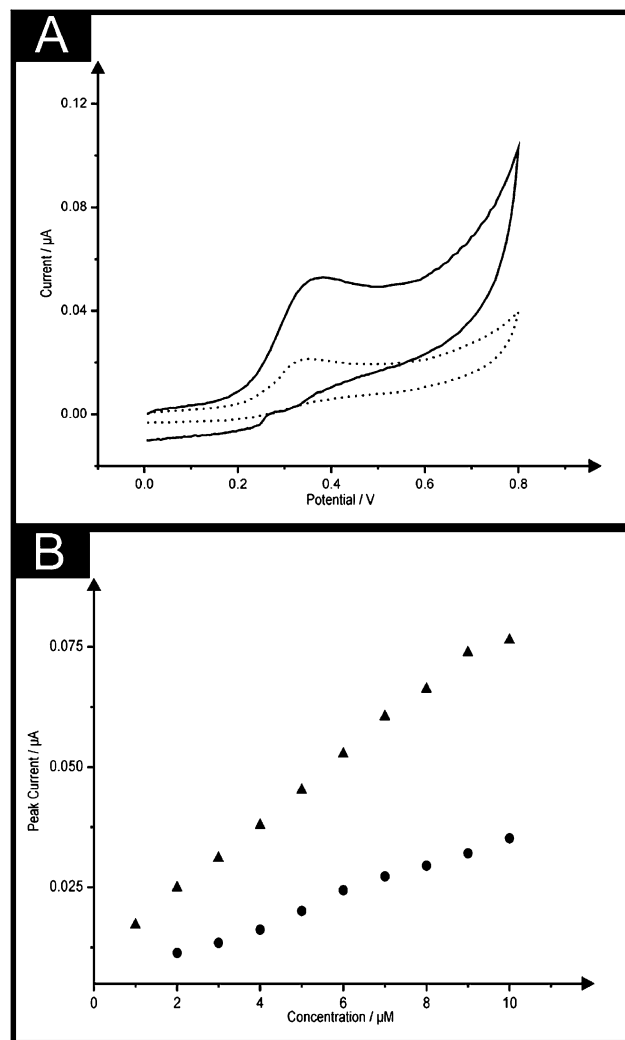 A
0.12
0.08
0.04
0.00
Current / µA
0.0 0.2 0.4 0.6 0.8
Potential / V
B
0.075
0.050
0.025
Peak Current / µA
0 2 4 6 8 10
Concentration / µM